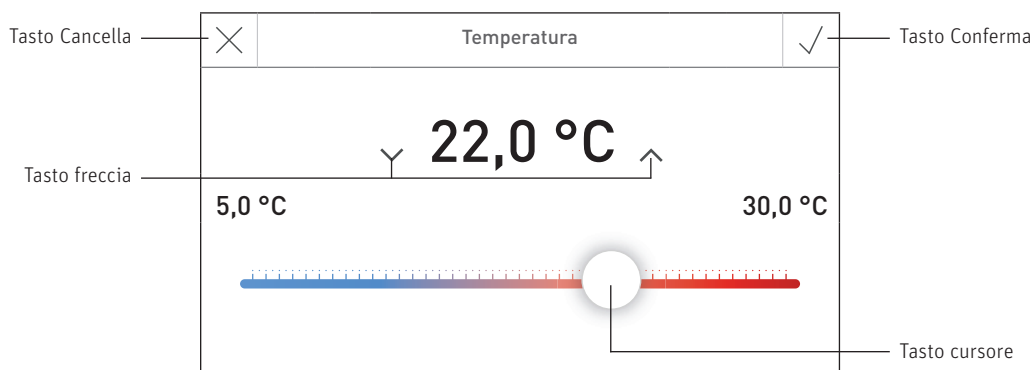 Tasto Cancella
Temperatura
Tasto Conferma
22,0 °C
Tasto freccia
5,0 °C
30,0 °C
Tasto cursore